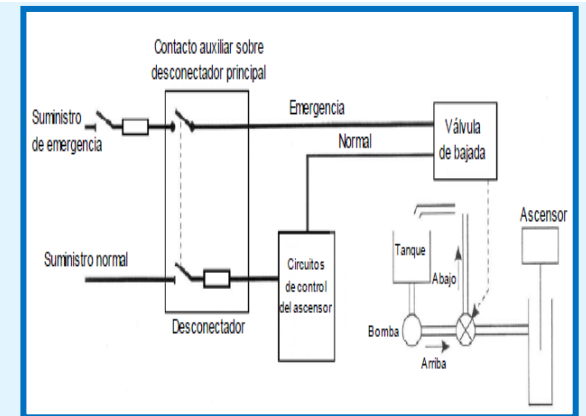 Contacto auxiliar sobre
desconectador principal
Suministro
de emergencia
Emergencia
Normal
Válvula
de bajada
Ascensor
Suministro normal
Circuitos
de control
del ascensor
Tanque
Abajo
Desconectador
Bomba
Arriba